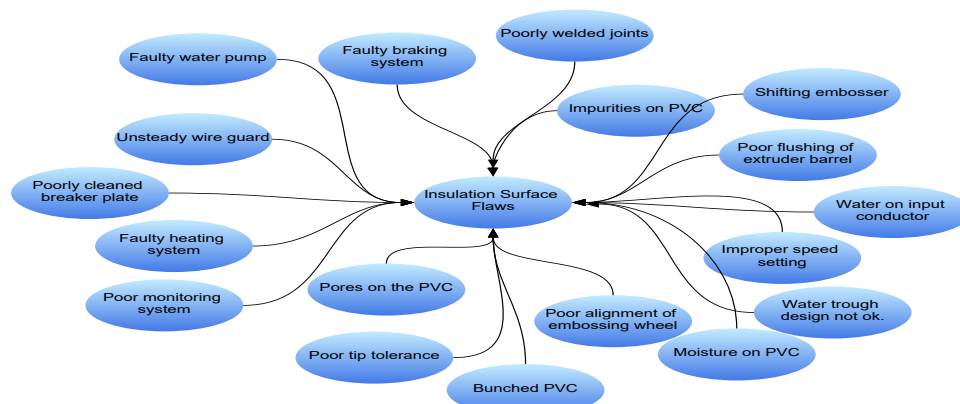 Poorly welded joints
Faulty braking
system
Faulty water pump
Shifting embosser
Impurities on PVC
Unsteady wire guard
Poor flushing of
extruder barrel
Poorly cleaned
breaker plate
Insulation Surface
Flaws
Water on input
conductor
Faulty heating
system
Improper speed
setting
Pores on the PVC
Poor monitoring
system
Water trough
design not ok.
Poor alignment of
embossing wheel
Poor tip tolerance
Moisture on PVC
Bunched PVC